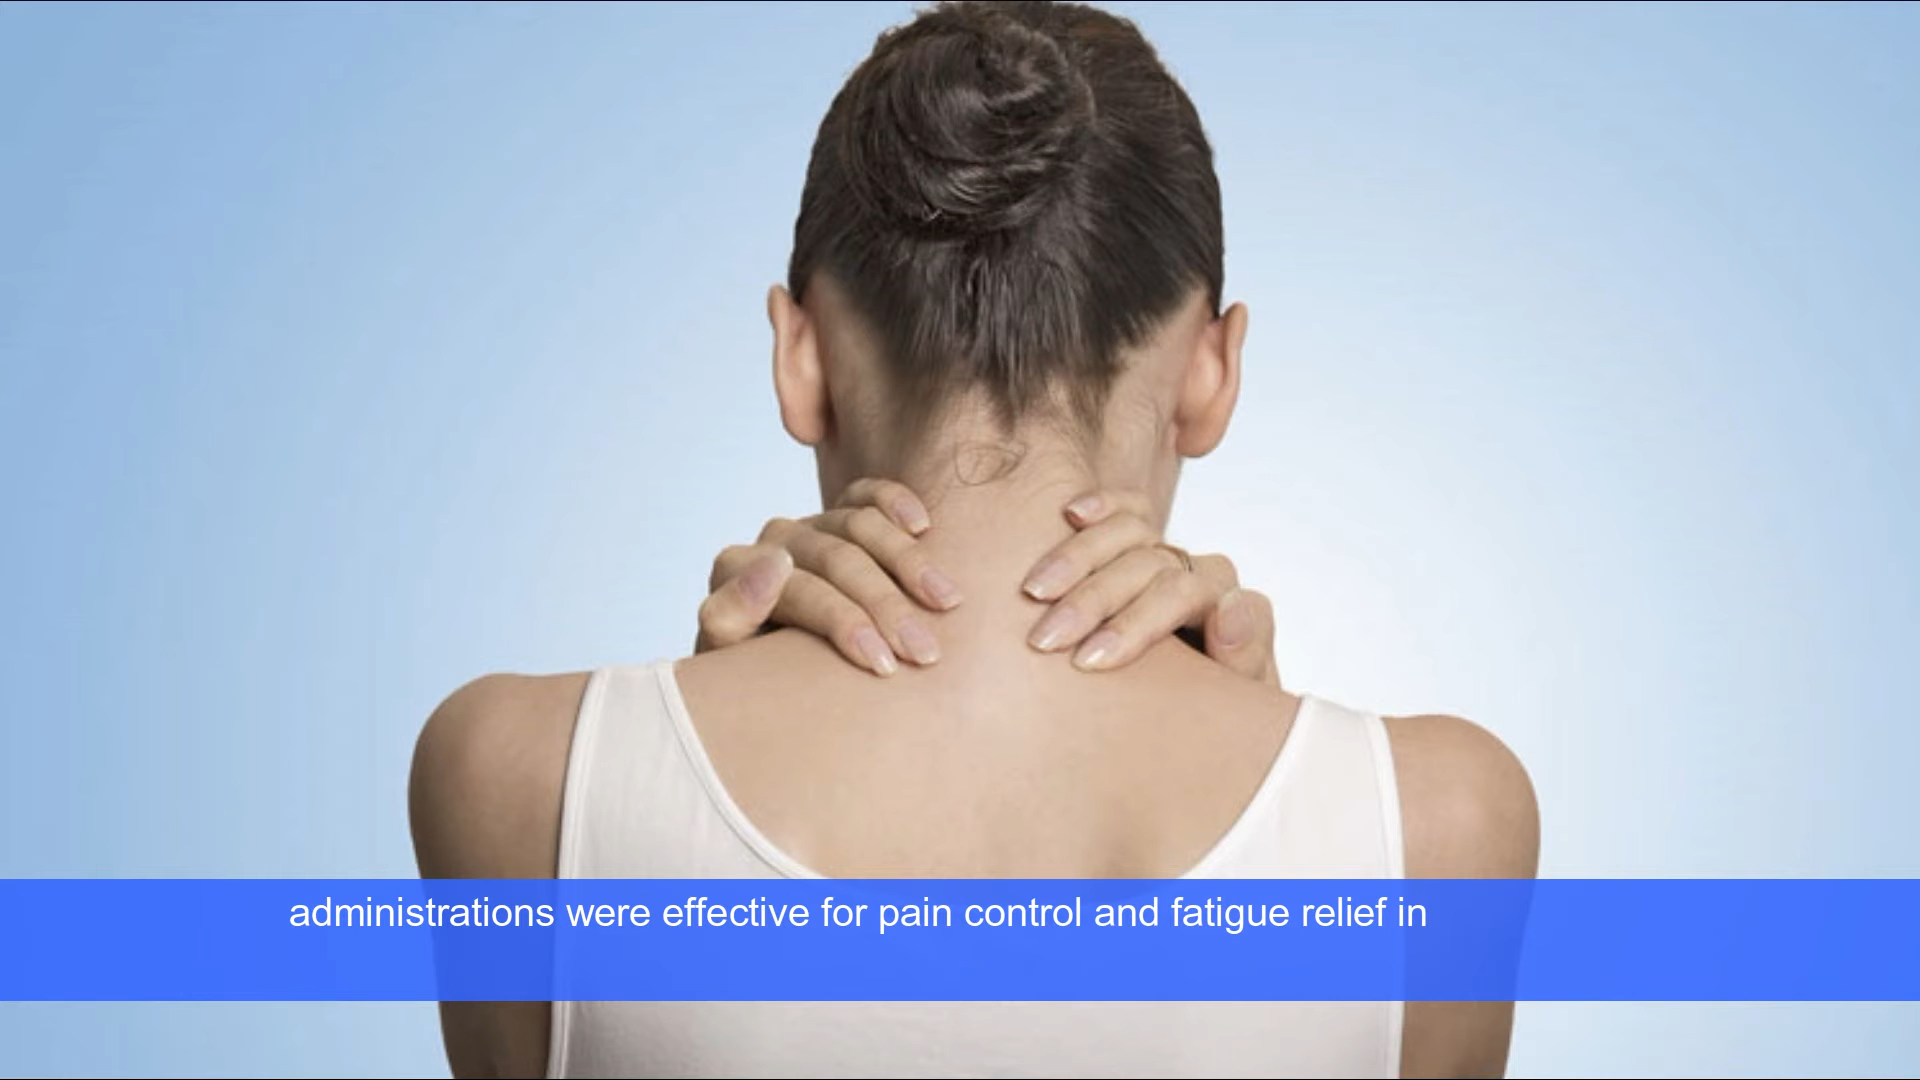 administrations were effective for pain control and fatigue relief in